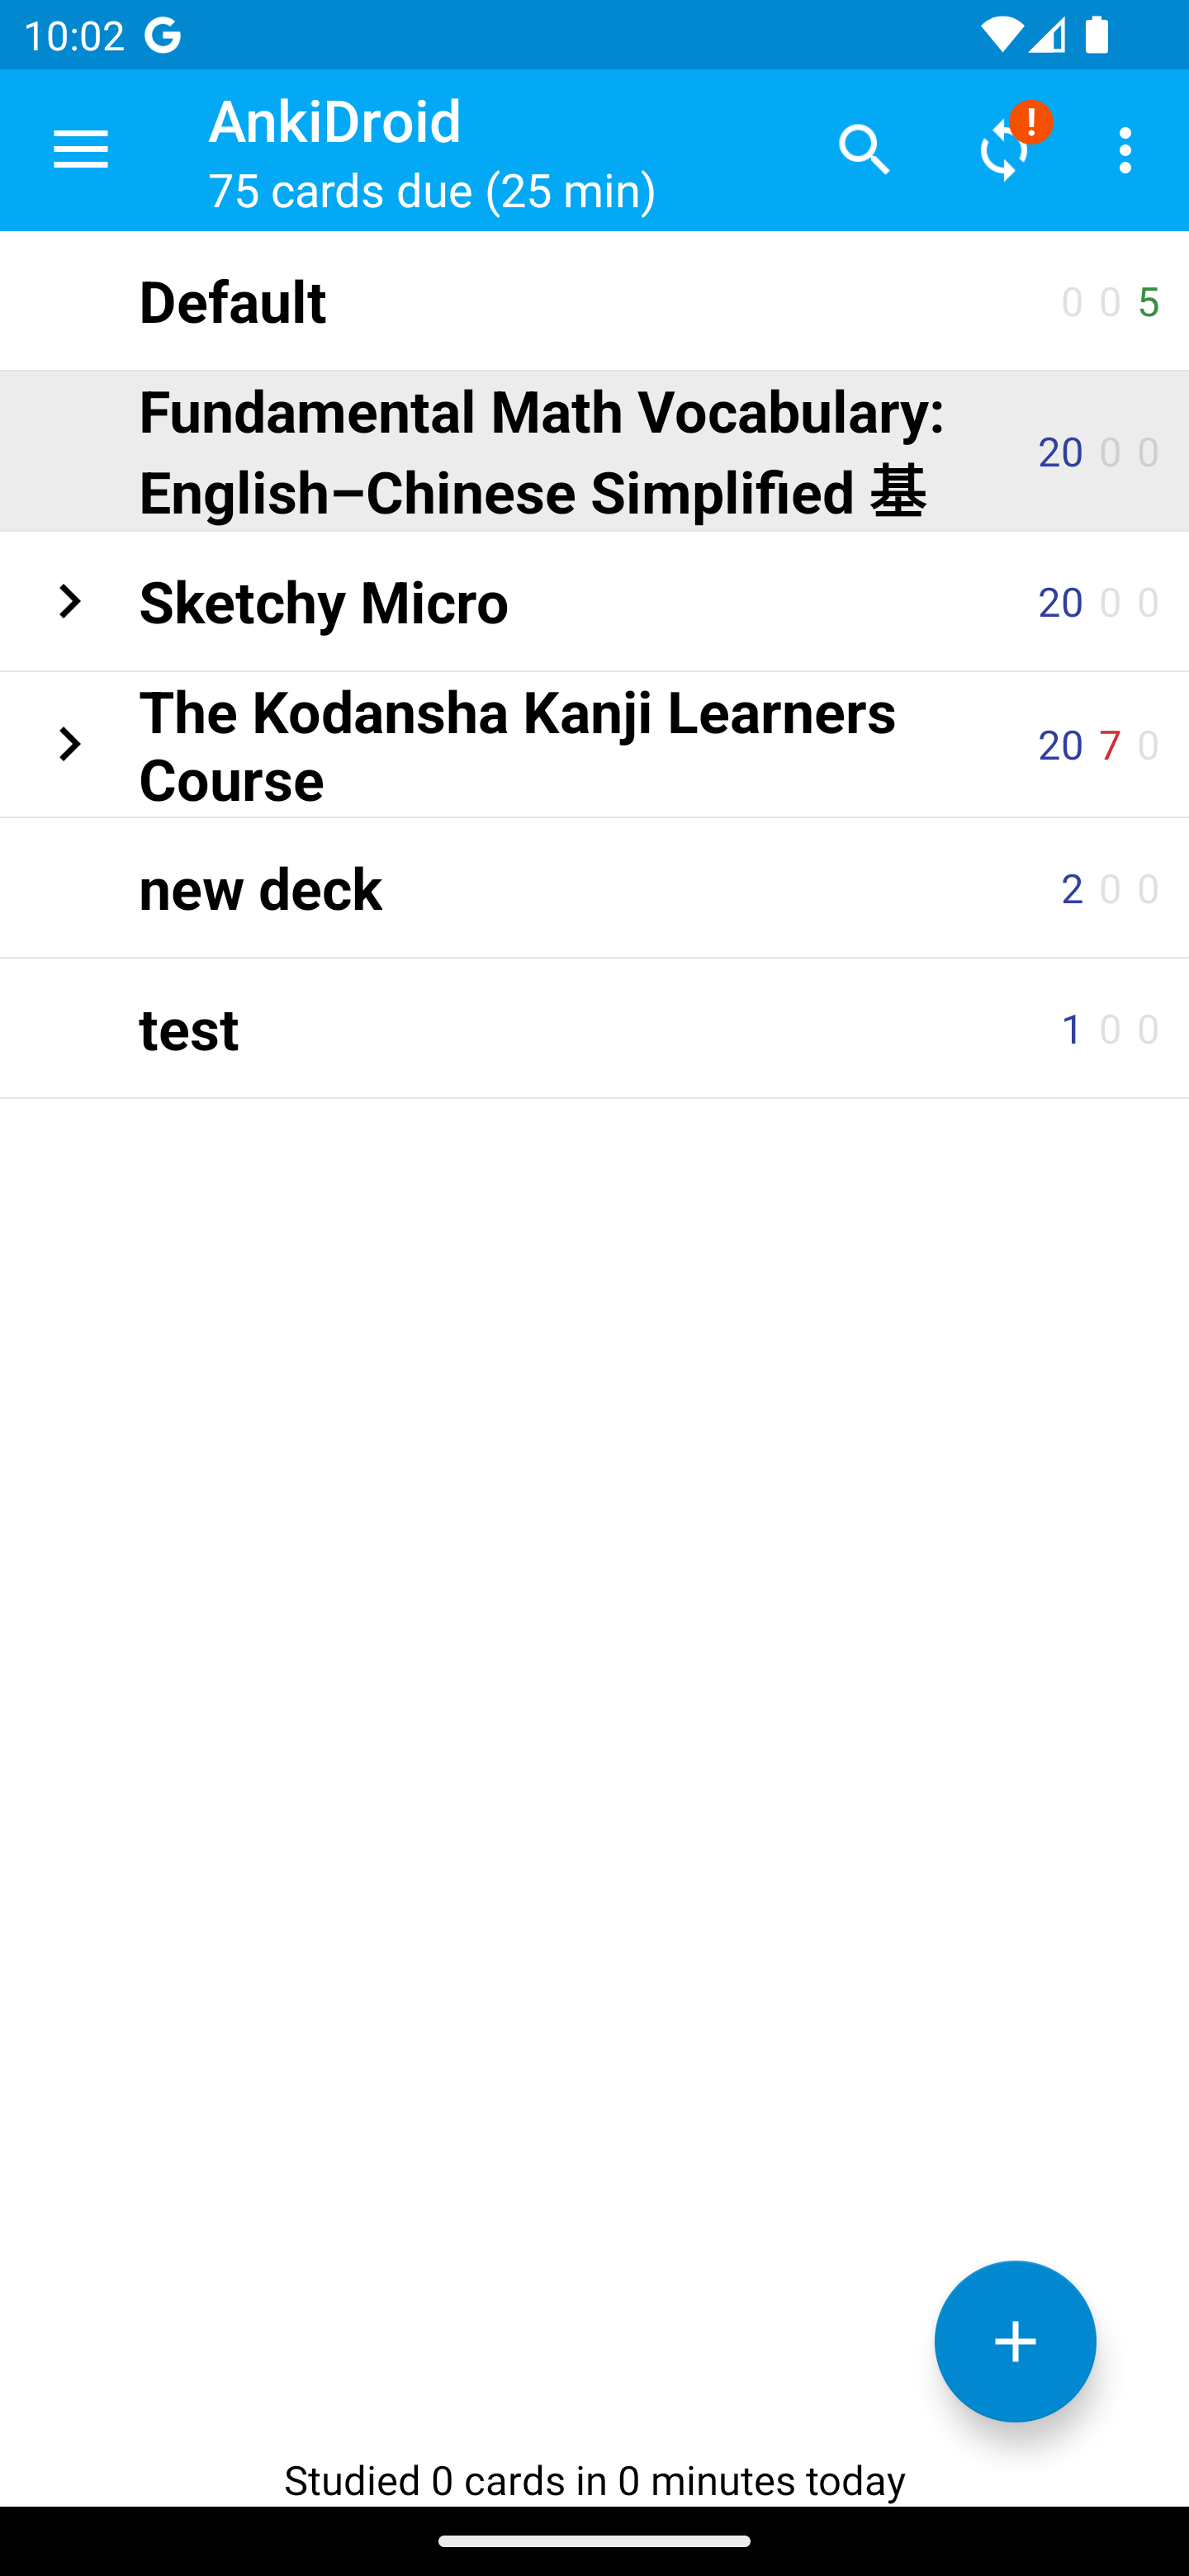 10:02
AnkiDroid
75 cards due (25 min)
Default
0 0 5
Fundamental Math Vocabulary:
English–Chinese Simplified 基
20 0 0
Sketchy Micro
20 0 0
The Kodansha Kanji Learners
Course
20 7 0
new deck
2 0 0
test
1 0 0
Studied 0 cards in 0 minutes today